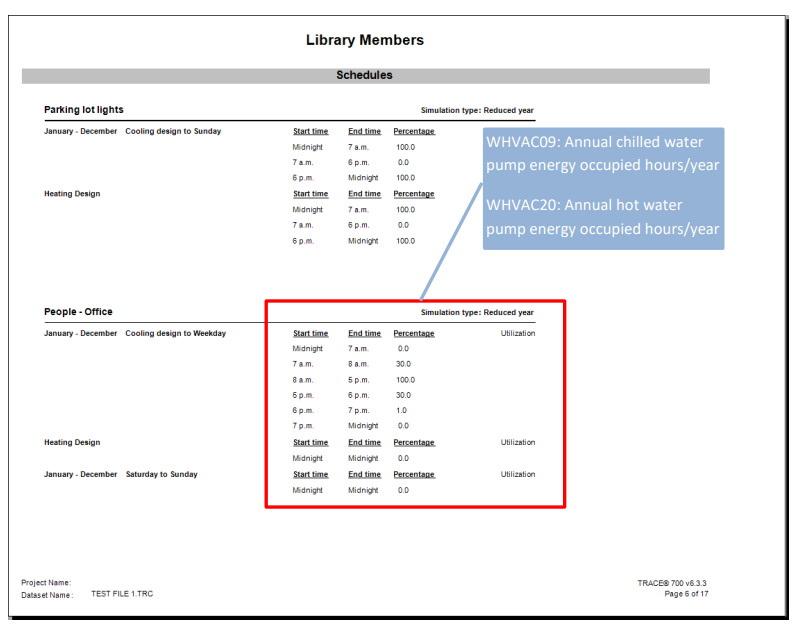 Library Members
Schedules
Parking lot lights Simulation type: Reduced year
January - December Cooling design to Sunday Start time End time Percentage
Midnight 7 a.m. 100.0
7 a.m. 6 p.m. 0.0
6 p.m. Midnight 100.0
Heating Design Start time End time Percentage
Midnight 7 a.m. 100.0
7 a.m. 6 p.m. 0.0
6 p.m. Midnight 100.0
WHVAC09: Annual chilled water
pump energy occupied hours/year
WHVAC20: Annual hot water
pump energy occupied hours/year
People - Office Simulation type: Reduced year
January - December Cooling design to Weekday Start time End time Percentage Utilization
Midnight 7 a.m. 0.0
7 a.m. 8 a.m. 30.0
8 a.m. 5 p.m. 100.0
5 p.m. 6 p.m. 30.0
6 p.m. 7 p.m. 1.0
7 p.m. Midnight 0.0
Heating Design Start time End time Percentage Utilization
Midnight Midnight 0.0
January - December Saturday to Sunday Start time End time Percentage Utilization
Midnight Midnight 0.0
Project Name: TRACE® 700 v6.3.3
Dataset Name: TEST FILE 1.TRC Page 6 of 17